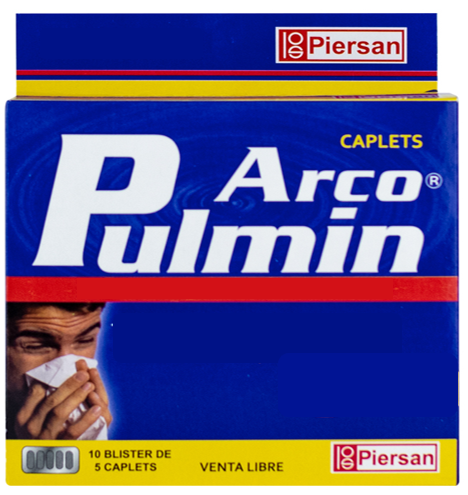 Piersan
CAPLETS
Arco®
Pulmin
10 BLISTER DE
5 CAPLETS
VENTA LIBRE
Piersan